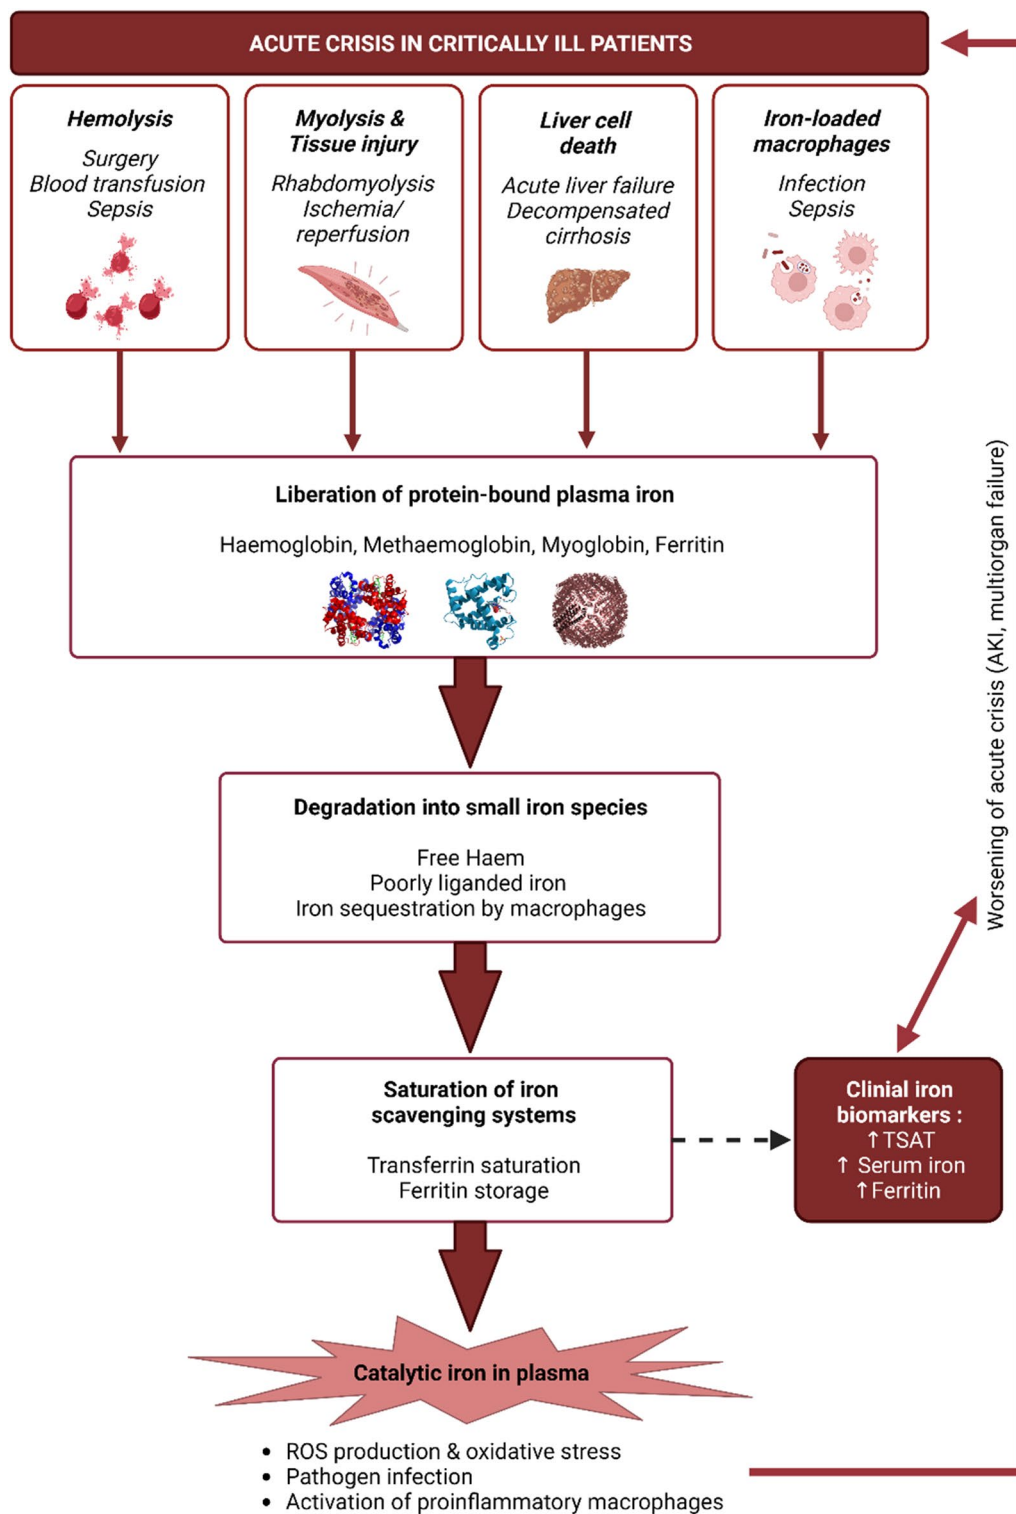 ACUTE CRISIS IN CRITICALLY ILL PATIENTS
Hemolysis
Surgery
Blood transfusion
Sepsis
Myolysis &
Tissue injury
Rhabdomyolysis
Ischemia/
reperfusion
Liver cell
death
Acute liver failure
Decompensated
cirrhosis
Iron-loaded
macrophages
Infection
Sepsis
Liberation of protein-bound plasma iron
Haemoglobin, Methaemoglobin, Myoglobin, Ferritin
Degradation into small iron species
Free Haem
Poorly liganded iron
Iron sequestration by macrophages
Saturation of iron
scavenging systems
Transferrin saturation
Ferritin storage
Clinial iron
biomarkers :
↑TSAT
↑ Serum iron
↑Ferritin
Worsening of acute crisis (AKI, multiorgan failure)
Catalytic iron in plasma
• ROS production & oxidative stress
• Pathogen infection
• Activation of proinflammatory macrophages